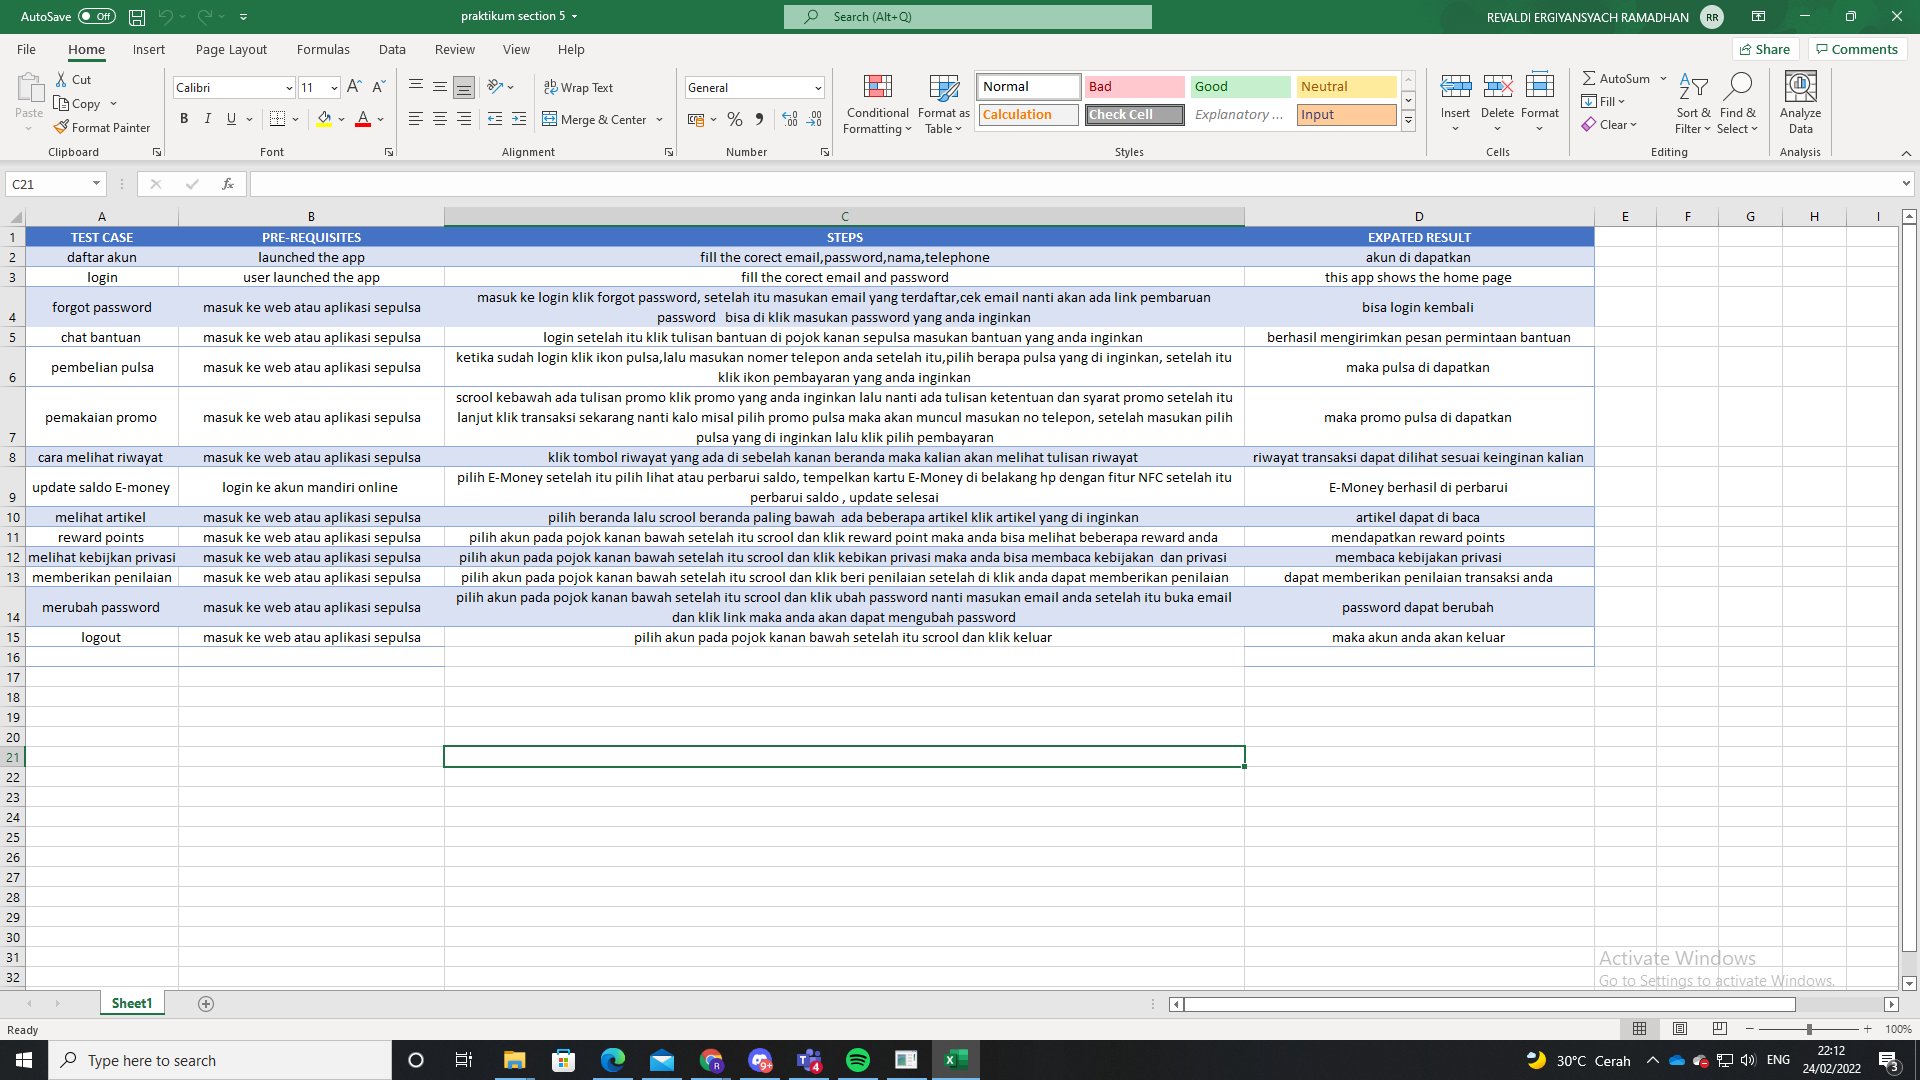 AutoSave Off praktikum section 5 Search (Alt+Q) REVALDI ERGIYANSYACH RAMADHAN RR
File Home Insert Page Layout Formulas Data Review View Help Share Comments
Paste Cut Copy Format Painter Clipboard
Calibri 11 B I U Font
Wrap Text Merge & Center Alignment
General % Number
Conditional Formatting Format as Table
Normal Bad Good Neutral
Calculation Check Cell Explanatory ... Input
Styles
Insert Delete Format Cells
AutoSum Fill Clear Sort & Filter Find & Select Editing
Analyze Data Analysis
C21 fx
A B C D E F G H I
1 TEST CASE PRE-REQUISITES STEPS EXPATED RESULT
2 daftar akun launched the app fill the corect email,password,nama,telephone akun di dapatkan
3 login user launched the app fill the corect email and password this app shows the home page
4 forgot password masuk ke web atau aplikasi sepulsa masuk ke login klik forgot password, setelah itu masukan email yang terdaftar,cek email nanti akan ada link pembaruan
password bisa di klik masukan password yang anda inginkan bisa login kembali
5 chat bantuan masuk ke web atau aplikasi sepulsa login setelah itu klik tulisan bantuan di pojok kanan sepulsa masukan bantuan yang anda inginkan berhasil mengirimkan pesan permintaan bantuan
6 pembelian pulsa masuk ke web atau aplikasi sepulsa ketika sudah login klik ikon pulsa,lalu masukan nomer telepon anda setelah itu,pilih berapa pulsa yang di inginkan, setelah itu
klik ikon pembayaran yang anda inginkan maka pulsa di dapatkan
7 pemakaian promo masuk ke web atau aplikasi sepulsa scrool kebawah ada tulisan promo klik promo yang anda inginkan lalu nanti ada tulisan ketentuan dan syarat promo setelah itu
lanjut klik transaksi sekarang nanti kalo misal pilih promo pulsa maka akan muncul masukan no telepon, setelah masukan pilih
pulsa yang di inginkan lalu klik pilih pembayaran maka promo pulsa di dapatkan
8 cara melihat riwayat masuk ke web atau aplikasi sepulsa klik tombol riwayat yang ada di sebelah kanan beranda maka kalian akan melihat tulisan riwayat riwayat transaksi dapat dilihat sesuai keinginan kalian
9 update saldo E-money login ke akun mandiri online pilih E-Money setelah itu pilih lihat atau perbarui saldo, tempelkan kartu E-Money di belakang hp dengan fitur NFC setelah itu
perbarui saldo , update selesai E-Money berhasil di perbarui
10 melihat artikel masuk ke web atau aplikasi sepulsa pilih beranda lalu scrool beranda paling bawah ada beberapa artikel klik artikel yang di inginkan artikel dapat di baca
11 reward points masuk ke web atau aplikasi sepulsa pilih akun pada pojok kanan bawah setelah itu scrool dan klik reward point maka anda bisa melihat beberapa reward anda mendapatkan reward points
12 melihat kebijkan privasi masuk ke web atau aplikasi sepulsa pilih akun pada pojok kanan bawah setelah itu scrool dan klik kebikan privasi maka anda bisa membaca kebijakan dan privasi membaca kebijakan privasi
13 memberikan penilaian masuk ke web atau aplikasi sepulsa pilih akun pada pojok kanan bawah setelah itu scrool dan klik beri penilaian setelah di klik anda dapat memberikan penilaian dapat memberikan penilaian transaksi anda
14 merubah password masuk ke web atau aplikasi sepulsa pilih akun pada pojok kanan bawah setelah itu scrool dan klik ubah password nanti masukan email anda setelah itu buka email
dan klik link maka anda akan dapat mengubah password password dapat berubah
15 logout masuk ke web atau aplikasi sepulsa pilih akun pada pojok kanan bawah setelah itu scrool dan klik keluar maka akun anda akan keluar
16
17
18
19
20
21
22
23
24
25
26
27
28
29
30
31
32
Activate Windows
Go to Settings to activate Windows.
Sheet1
Ready 100%
Type here to search 9+ 4 30°C Cerah ENG 22:12
24/02/2022 3